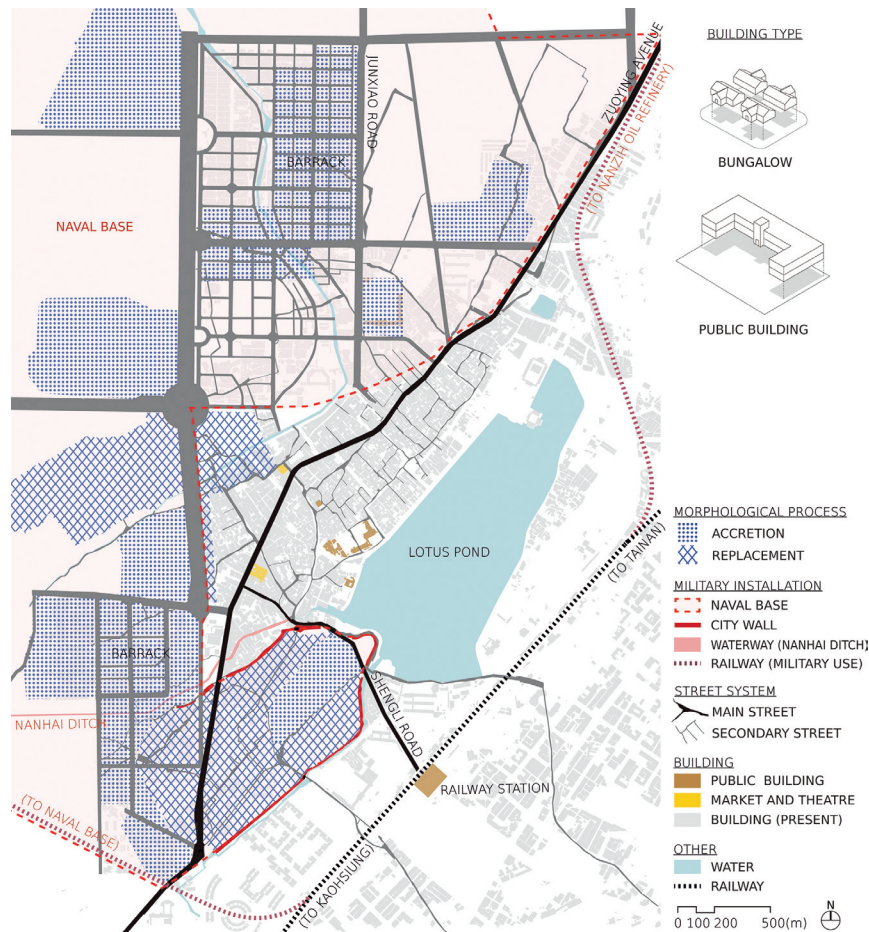 JUNXIAO ROAD
ZUOYING AVENUE
(TO NANZIH OIL REFINERY)
BARRACK
NAVAL BASE
LOTUS POND
(TO TAINAN)
BARRACK
NANHAI DITCH
SHENGLI ROAD
RAILWAY STATION
(TO NAVAL BASE)
(TO KAOHSIUNG)
BUILDING TYPE
BUNGALOW
PUBLIC BUILDING
MORPHOLOGICAL PROCESS
ACCRETION
REPLACEMENT
MILITARY INSTALLATION
NAVAL BASE
CITY WALL
WATERWAY (NANHAI DITCH)
RAILWAY (MILITARY USE)
STREET SYSTEM
MAIN STREET
SECONDARY STREET
BUILDING
PUBLIC BUILDING
MARKET AND THEATRE
BUILDING (PRESENT)
OTHER
WATER
RAILWAY
N
0 100 200 500(m)